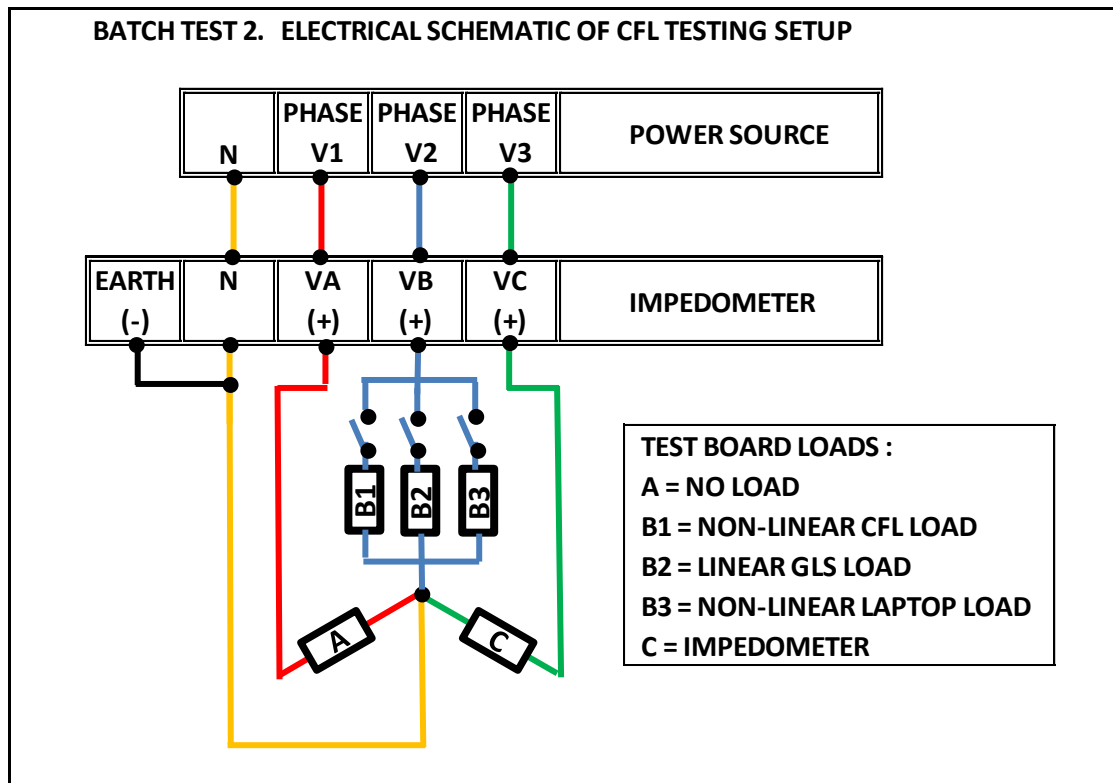 BATCH TEST 2. ELECTRICAL SCHEMATIC OF CFL TESTING SETUP
PHASE PHASE PHASE
N V1 V2 V3 POWER SOURCE
EARTH N VA VB VC IMPEDOMETER
(-) (+) (+) (+)
B1 B2 B3
A C
TEST BOARD LOADS :
A = NO LOAD
B1 = NON-LINEAR CFL LOAD
B2 = LINEAR GLS LOAD
B3 = NON-LINEAR LAPTOP LOAD
C = IMPEDOMETER